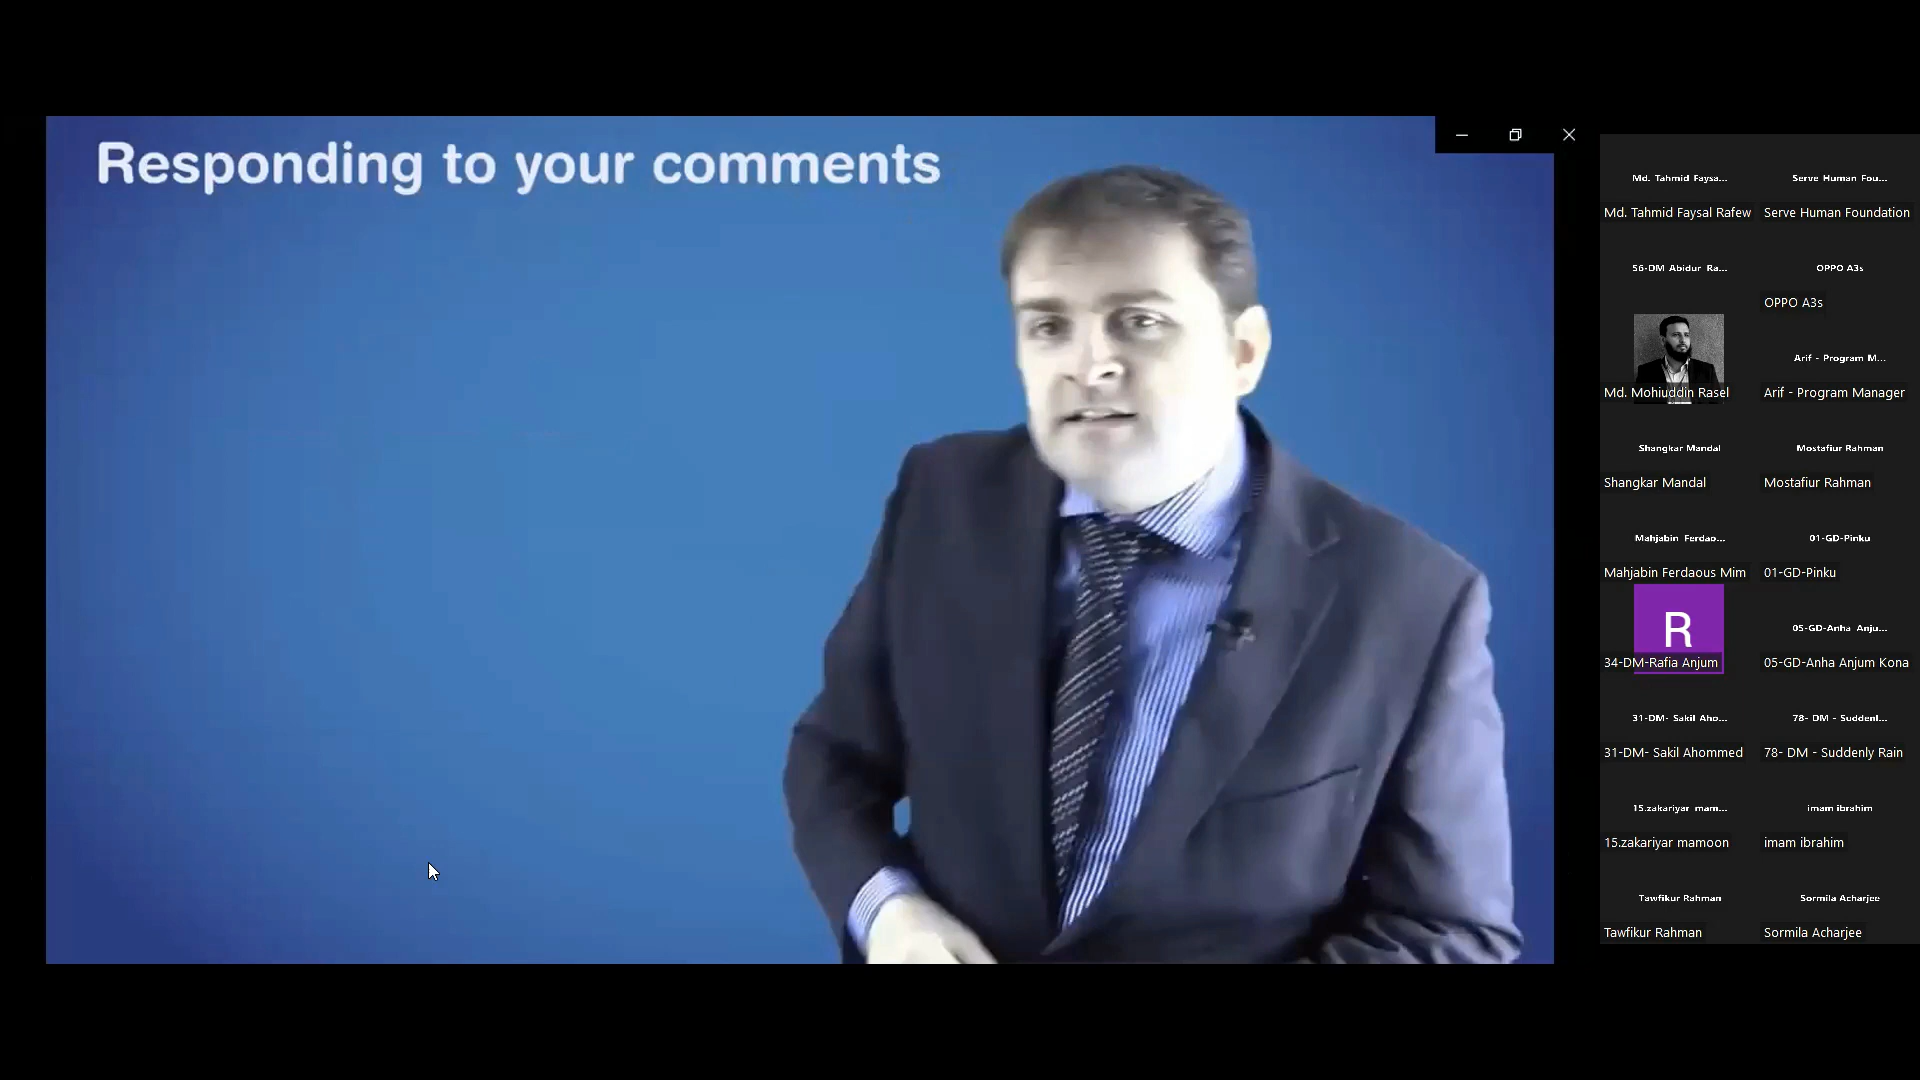 Responding to your comments
Md. Tahmid Faysa...
Serve Human Fou...
Md. Tahmid Faysal Rafew
Serve Human Foundation
56-DM Abidur Ra...
OPPO A3s
OPPO A3s
Arif - Program M...
Md. Mohiuddin Rasel
Arif - Program Manager
Shangkar Mandal
Mostafiur Rahman
Shangkar Mandal
Mostafiur Rahman
Mahjabin Ferdao...
01-GD-Pinku
Mahjabin Ferdaous Mim
01-GD-Pinku
R
05-GD-Anha Anju...
34-DM-Rafia Anjum
05-GD-Anha Anjum Kona
31-DM- Sakil Aho...
78- DM - Suddenl...
31-DM- Sakil Ahommed
78- DM - Suddenly Rain
15.zakariyar mam...
imam ibrahim
15.zakariyar mamoon
imam ibrahim
Tawfikur Rahman
Sormila Acharjee
Tawfikur Rahman
Sormila Acharjee